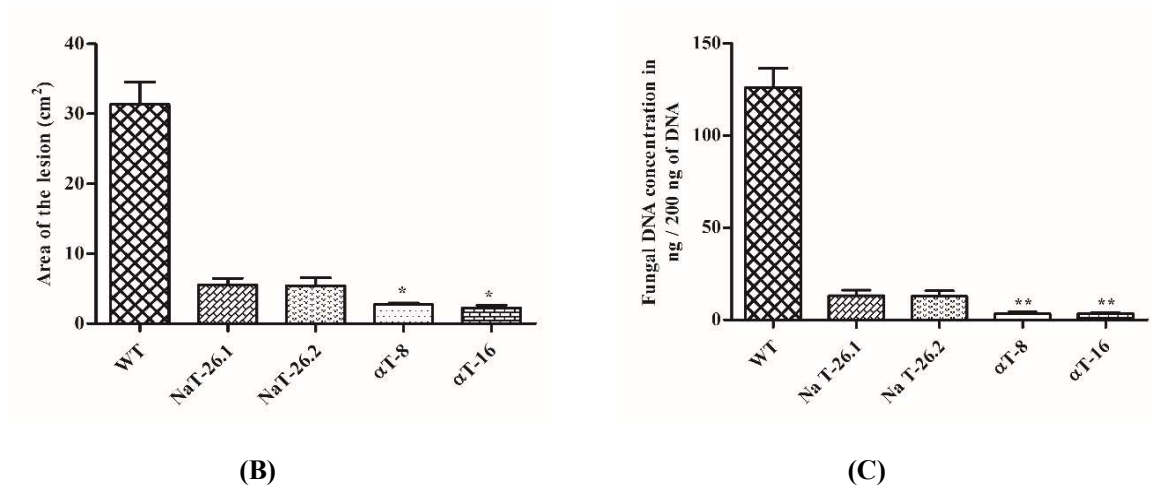 40
30
20
10
0
Area of the lesion (cm²)
*
*
WT
NaT-26.1
NaT-26.2
αT-8
αT-16
(B)
150
100
50
0
Fungal DNA concentration in
ng / 200 ng of DNA
**
**
WT
Na T-26.1
Na T-26.2
αT-8
αT-16
(C)